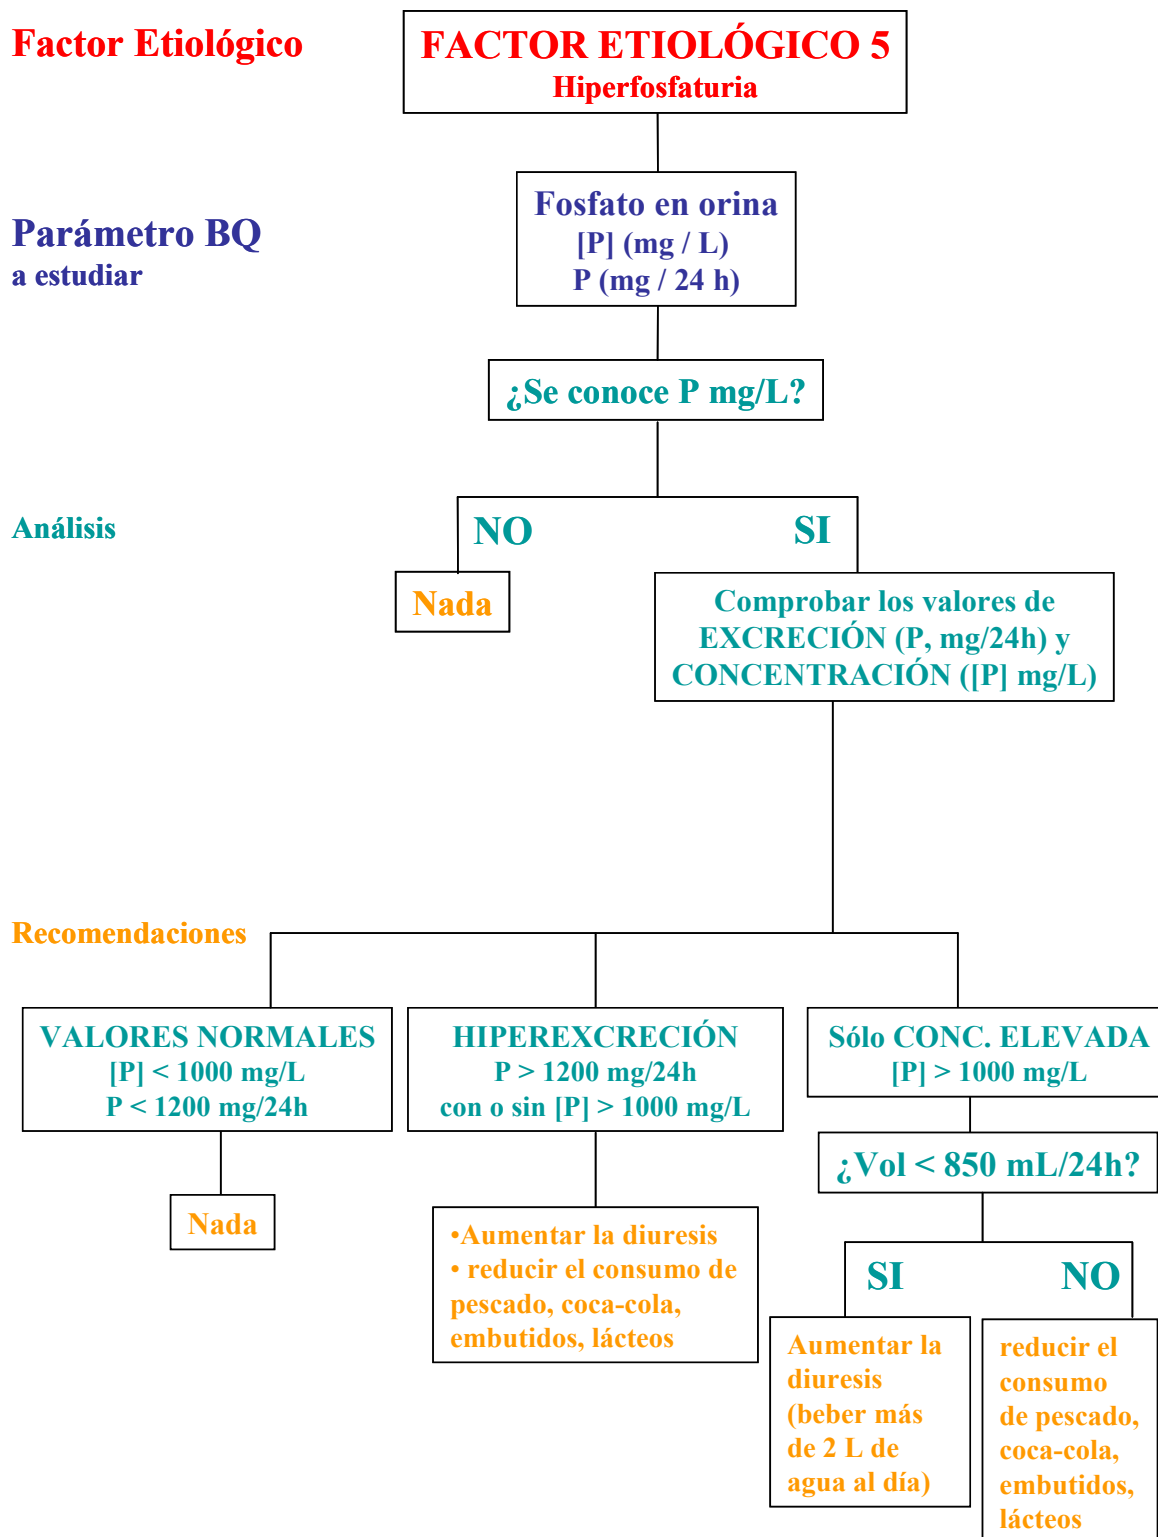 Factor Etiológico
FACTOR ETIOLÓGICO 5
Hiperfosfaturia
Parámetro BQ
a estudiar
Fosfato en orina
[P] (mg / L)
P (mg / 24 h)
¿Se conoce P mg/L?
Análisis
NO
SI
Nada
Comprobar los valores de
EXCRECIÓN (P, mg/24h) y
CONCENTRACIÓN ([P] mg/L)
Recomendaciones
VALORES NORMALES
[P] < 1000 mg/L
P < 1200 mg/24h
HIPEREXCRECIÓN
P > 1200 mg/24h
con o sin [P] > 1000 mg/L
Sólo CONC. ELEVADA
[P] > 1000 mg/L
¿Vol < 850 mL/24h?
Nada
•Aumentar la diuresis
• reducir el consumo de
pescado, coca-cola,
embutidos, lácteos
SI
NO
Aumentar la
diuresis
(beber más
de 2 L de
agua al día)
reducir el
consumo
de pescado,
coca-cola,
embutidos,
lácteos